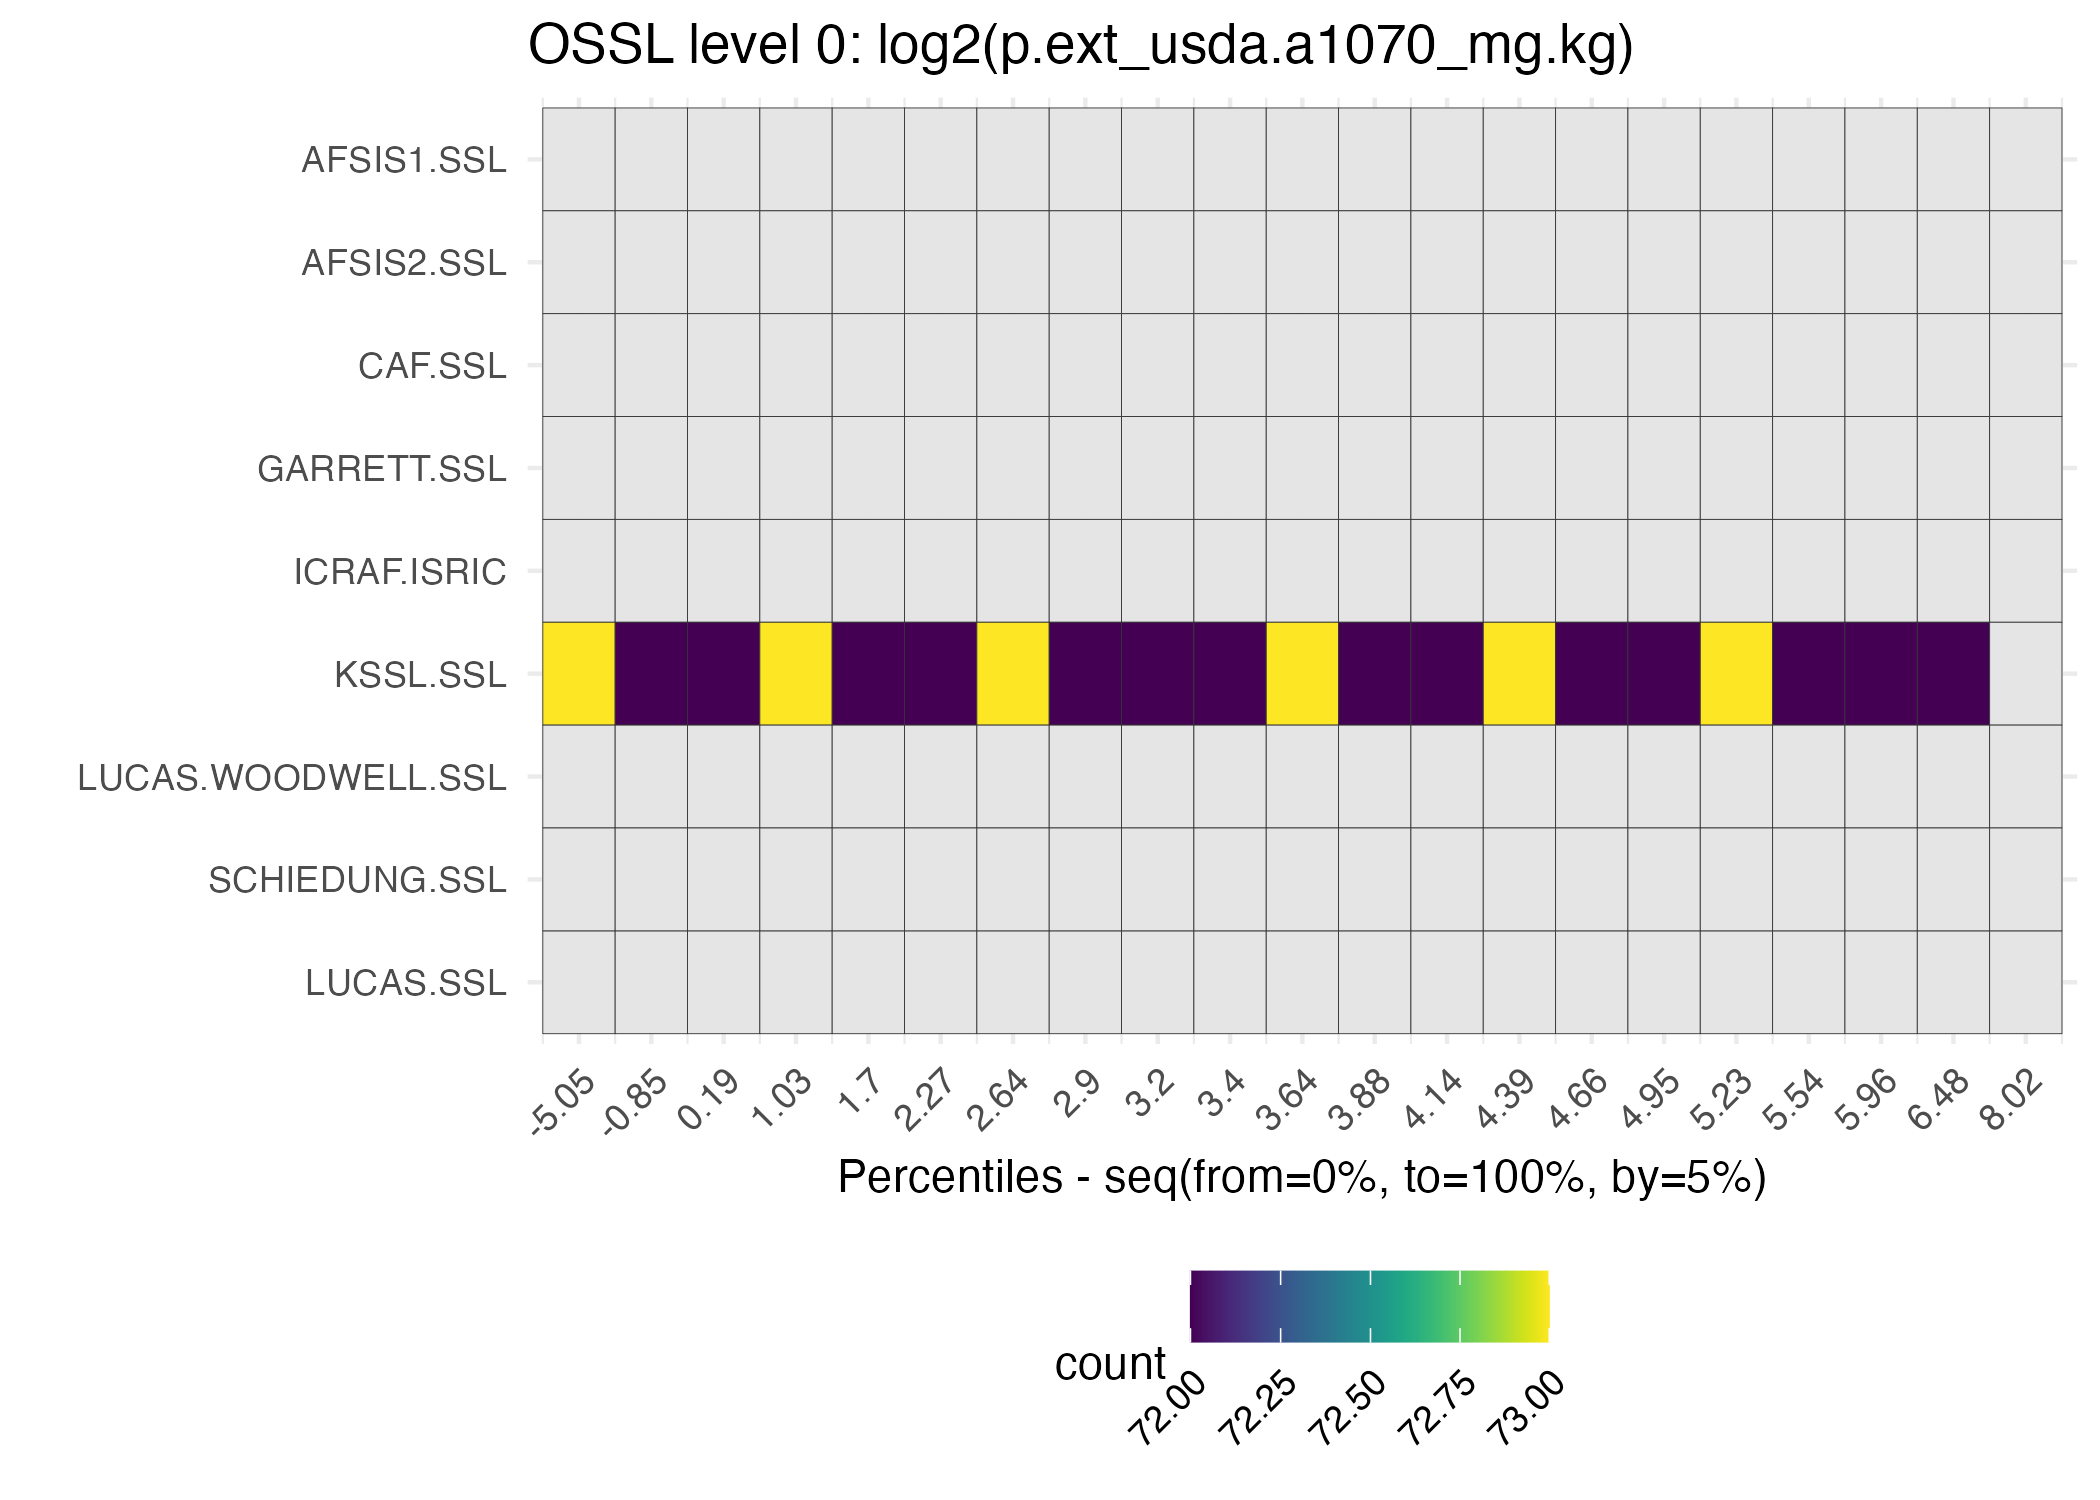 OSSL level 0: log2(p.ext_usda.a1070_mg.kg)
AFSIS1.SSL
AFSIS2.SSL
CAF.SSL
GARRETT.SSL
ICRAF.ISRIC
KSSL.SSL
LUCAS.WOODWELL.SSL
SCHIEDUNG.SSL
LUCAS.SSL
-5.05 -0.85 0.19 1.03 1.7 2.27 2.64 2.9 3.2 3.4 3.64 3.88 4.14 4.39 4.66 4.95 5.23 5.54 5.96 6.48 8.02
Percentiles - seq(from=0%, to=100%, by=5%)
count
72.00 72.25 72.50 72.75 73.00